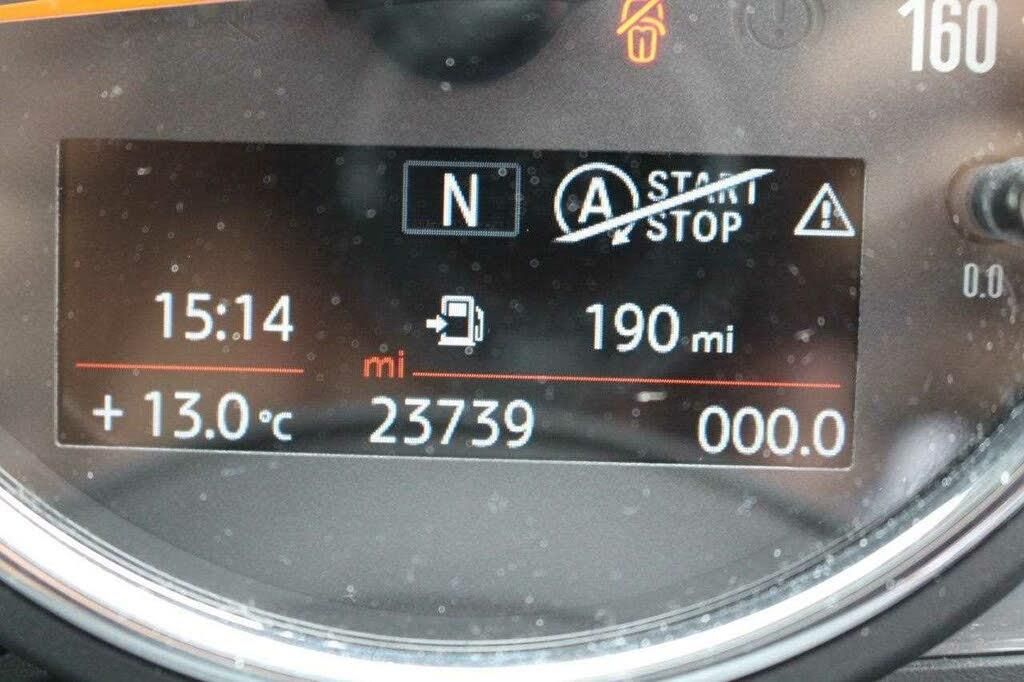 160
N
A START
STOP
0.0
15:14
190 mi
mi
+ 13.0 °C
23739
000.0